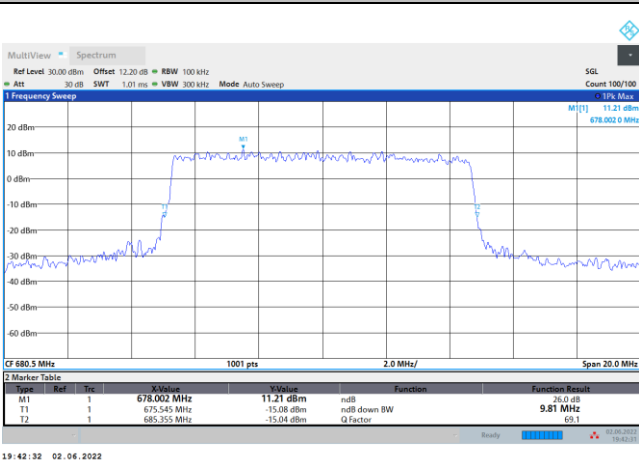 MultiView Spectrum
Ref Level 30.00 dBm Offset 12.20 dB RBW 100 kHz SGL
Att 30 dB SWT 1.01 ms VBW 300 kHz Mode Auto Sweep Count 100/100
1 Frequency Sweep 1Pk Max
M1[1] 11.21 dBm
678.002 0 MHz
20 dBm
M1
10 dBm
0 dBm
-10 dBm
T1 T2
-20 dBm
-30 dBm
-40 dBm
-50 dBm
-60 dBm
CF 680.5 MHz 1001 pts 2.0 MHz/ Span 20.0 MHz
2 Marker Table
Type Ref Trc X-Value Y-Value Function Function Result
M1 1 678.002 MHz 11.21 dBm ndB 26.0 dB
T1 1 675.545 MHz -15.08 dBm ndB down BW 9.81 MHz
T2 1 685.355 MHz -15.04 dBm Q Factor 69.1
Ready 02.06.2022
19:42:31
19:42:32 02.06.2022